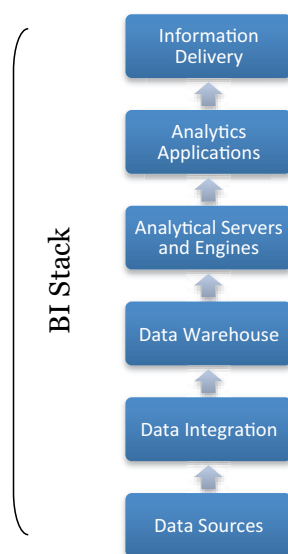 BI Stack
Information
Delivery
Analytics
Applications
Analytical Servers
and Engines
Data Warehouse
Data Integration
Data Sources